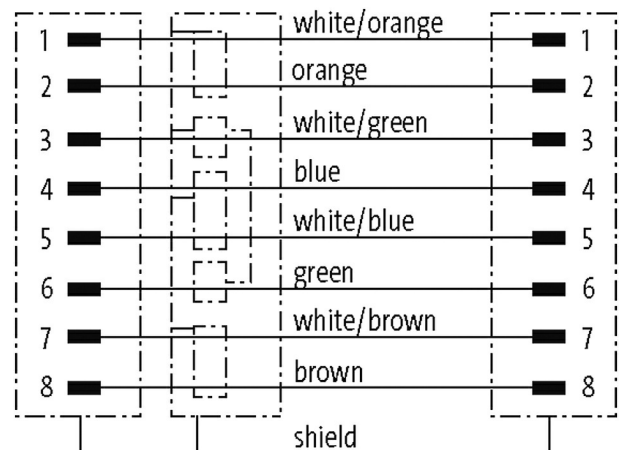 1 white/orange 1
2 orange 2
3 white/green 3
4 blue 4
5 white/blue 5
6 green 6
7 white/brown 7
8 brown 8
shield